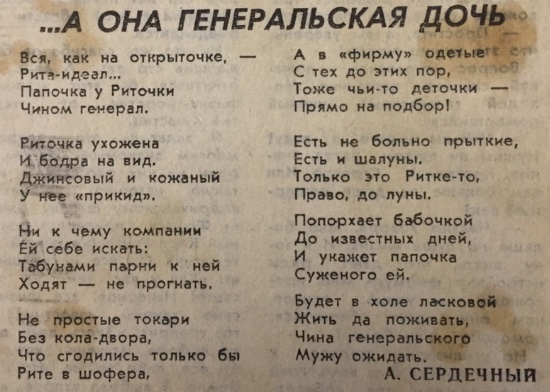 ...А ОНА ГЕНЕРАЛЬСКАЯ ДОЧЬ
Вся, как на открыточке, —
Рита-идеал...
Папочка у Риточки
Чином генерал.
Риточка ухожена
И бодра на вид.
Джинсовый и кожаный
У нее «прикид».
Ни к чему компании
Ей себе искать:
Табунами парни к ней
Ходят — не прогнать.
Не простые токари
Без кола-двора,
Что сгодились только бы
Рите в шофера,
А в «фирму» одетые
С тех до этих пор,
Тоже чьи-то деточки —
Прямо на подбор!
Есть не больно прыткие,
Есть и шалуны.
Только это Ритке-то,
Право, до луны.
Попорхает бабочкой
До известных дней,
И укажет папочка
Суженого ей.
Будет в холе ласковой
Жить да поживать,
Чина генеральского
Мужу ожидать.
А. СЕРДЕЧНЫЙ